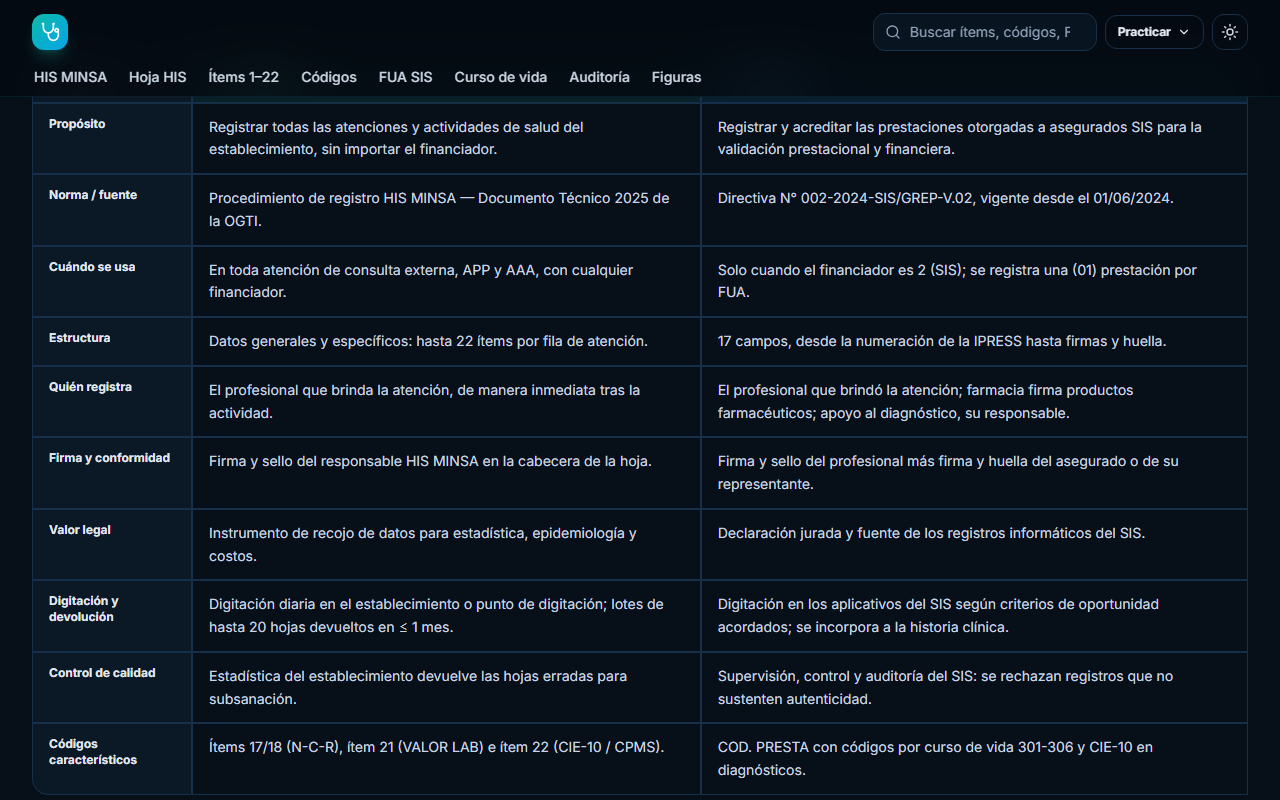 Buscar ítems, códigos, F
Practicar
HIS MINSA
Hoja HIS
Ítems 1–22
Códigos
FUA SIS
Curso de vida
Auditoría
Figuras
Propósito
Registrar todas las atenciones y actividades de salud del
establecimiento, sin importar el financiador.
Registrar y acreditar las prestaciones otorgadas a asegurados SIS para la
validación prestacional y financiera.
Norma / fuente
Procedimiento de registro HIS MINSA — Documento Técnico 2025 de
la OGTI.
Directiva N° 002-2024-SIS/GREP-V.02, vigente desde el 01/06/2024.
Cuándo se usa
En toda atención de consulta externa, APP y AAA, con cualquier
financiador.
Solo cuando el financiador es 2 (SIS); se registra una (01) prestación por
FUA.
Estructura
Datos generales y específicos: hasta 22 ítems por fila de atención.
17 campos, desde la numeración de la IPRESS hasta firmas y huella.
Quién registra
El profesional que brinda la atención, de manera inmediata tras la
actividad.
El profesional que brindó la atención; farmacia firma productos
farmacéuticos; apoyo al diagnóstico, su responsable.
Firma y conformidad
Firma y sello del responsable HIS MINSA en la cabecera de la hoja.
Firma y sello del profesional más firma y huella del asegurado o de su
representante.
Valor legal
Instrumento de recojo de datos para estadística, epidemiología y
costos.
Declaración jurada y fuente de los registros informáticos del SIS.
Digitación y
devolución
Digitación diaria en el establecimiento o punto de digitación; lotes de
hasta 20 hojas devueltos en ≤ 1 mes.
Digitación en los aplicativos del SIS según criterios de oportunidad
acordados; se incorpora a la historia clínica.
Control de calidad
Estadística del establecimiento devuelve las hojas erradas para
subsanación.
Supervisión, control y auditoría del SIS: se rechazan registros que no
sustenten autenticidad.
Códigos
característicos
Ítems 17/18 (N-C-R), ítem 21 (VALOR LAB) e ítem 22 (CIE-10 / CPMS).
COD. PRESTA con códigos por curso de vida 301-306 y CIE-10 en
diagnósticos.